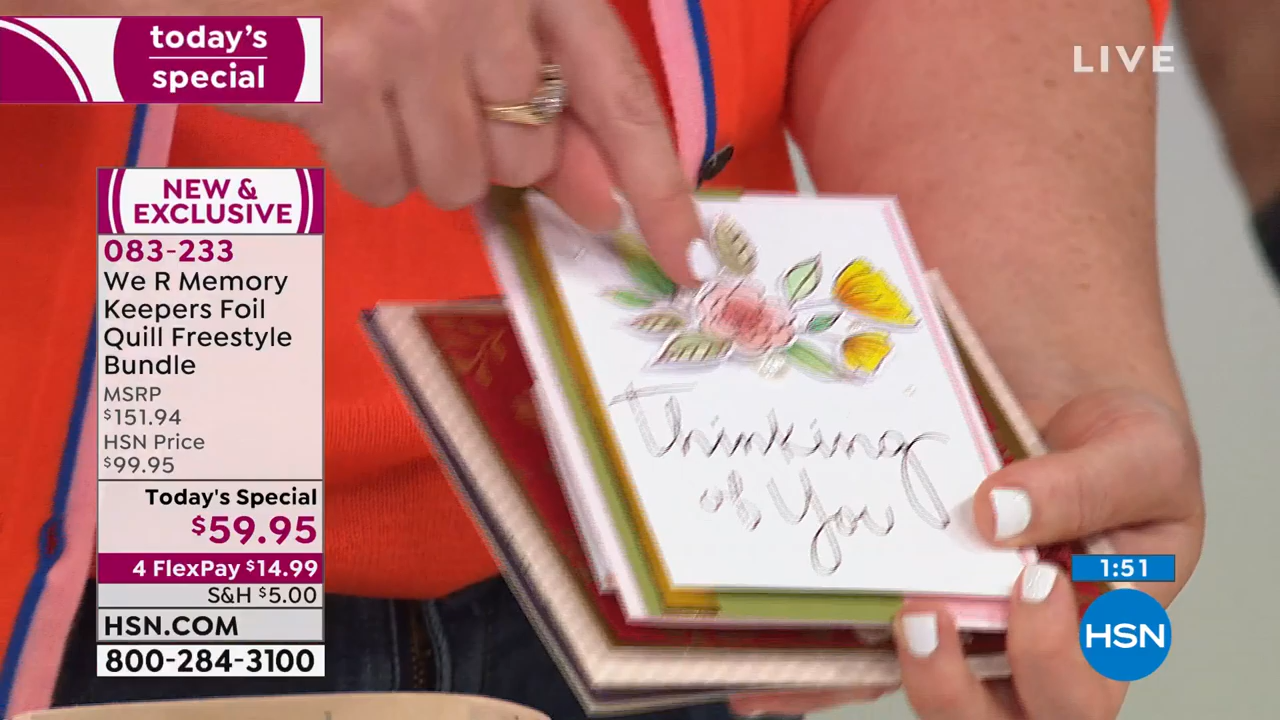 today's
special
LIVE
NEW &
EXCLUSIVE
083-233
We R Memory
Keepers Foil
Quill Freestyle
Bundle
MSRP
$151.94
HSN Price
$99.95
Today's Special
$59.95
4 FlexPay $14.99
S&H $5.00
HSN.COM
800-284-3100
Thinking
of You
1:51
HSN